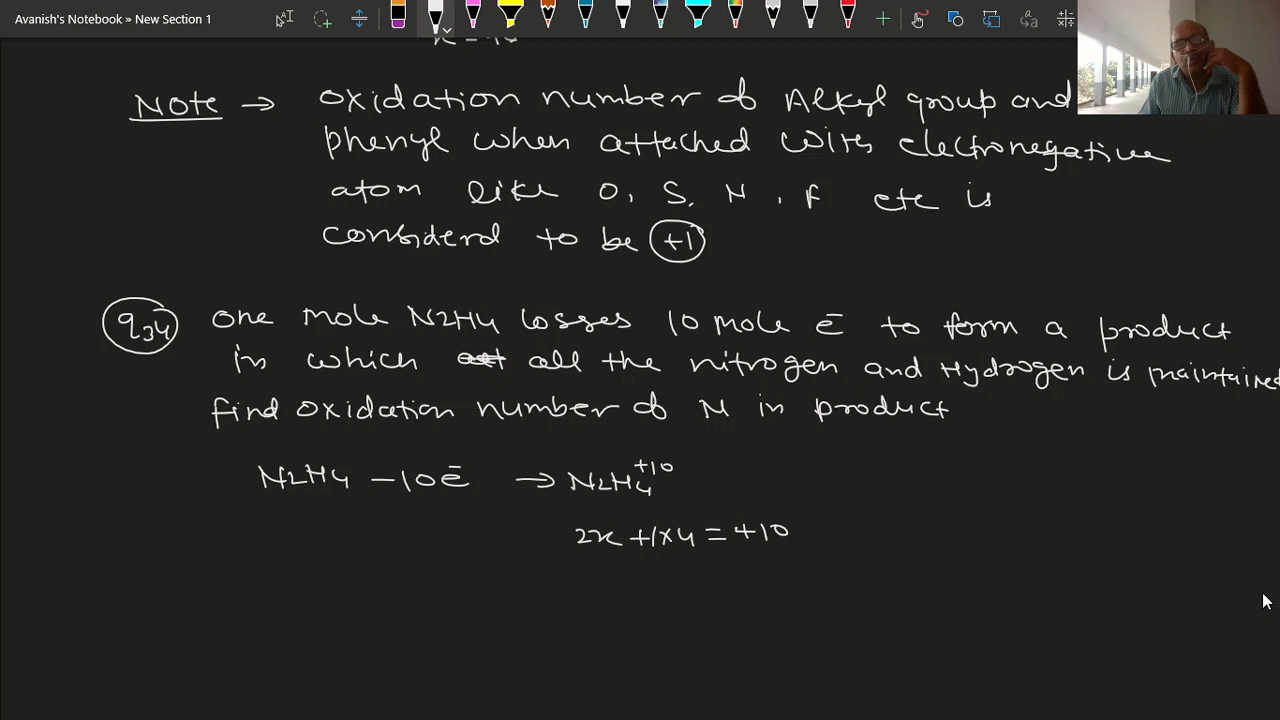 Avanish's Notebook » New Section 1
Note → Oxidation number of Alkyl group and
phenyl when attached with electronegative
atom like O, S, N, F etc is
considerd to be +1
q34 One mole N2H4 losses 10 mole ē to form a product
in which all the nitrogen and Hydrogen is maintained
find oxidation number of N in product
N2H4 – 10ē → N2H4+10
2x + 1×4 = +10